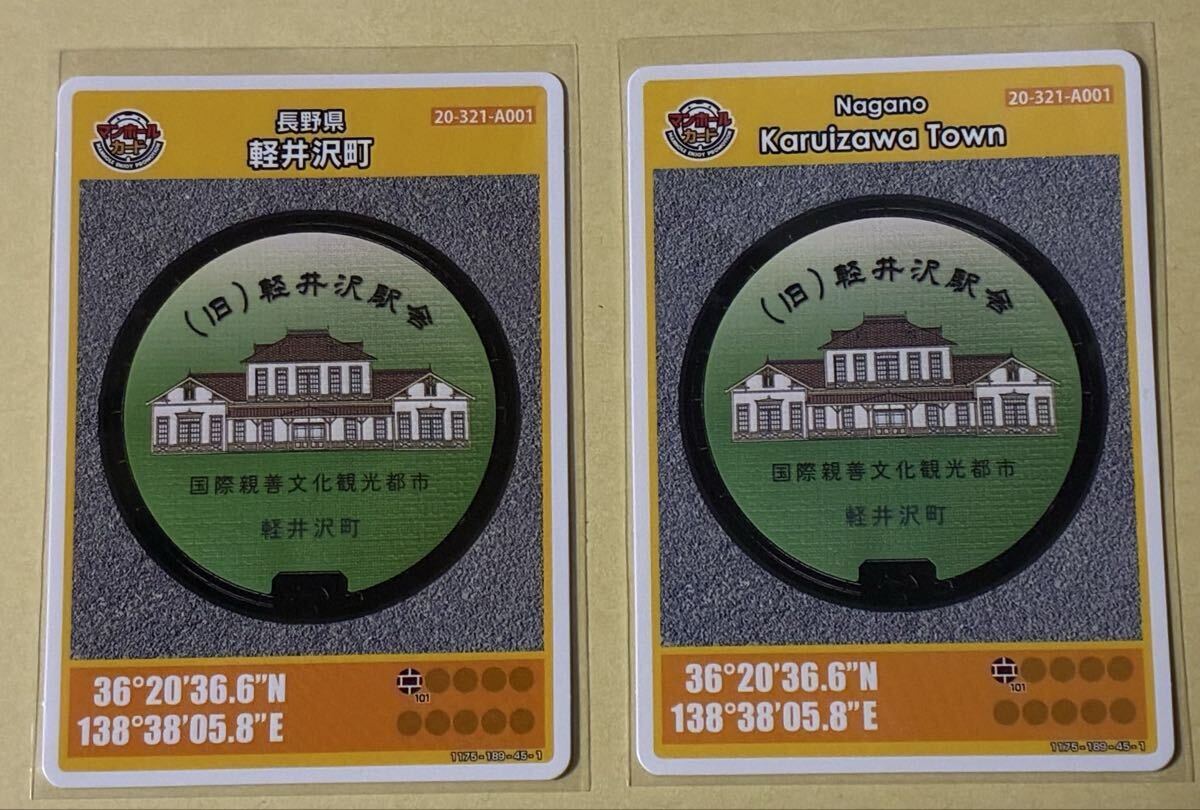 マンホール
カード
長野県
軽井沢町
20-321-A001
(旧)軽井沢駅舎
国際親善文化観光都市
軽井沢町
36°20'36.6"N
138°38'05.8"E
101
1175-189-45-1
マンホール
カード
Nagano
Karuizawa Town
20-321-A001
(旧)軽井沢駅舎
国際親善文化観光都市
軽井沢町
36°20'36.6"N
138°38'05.8"E
101
1175-189-45-1